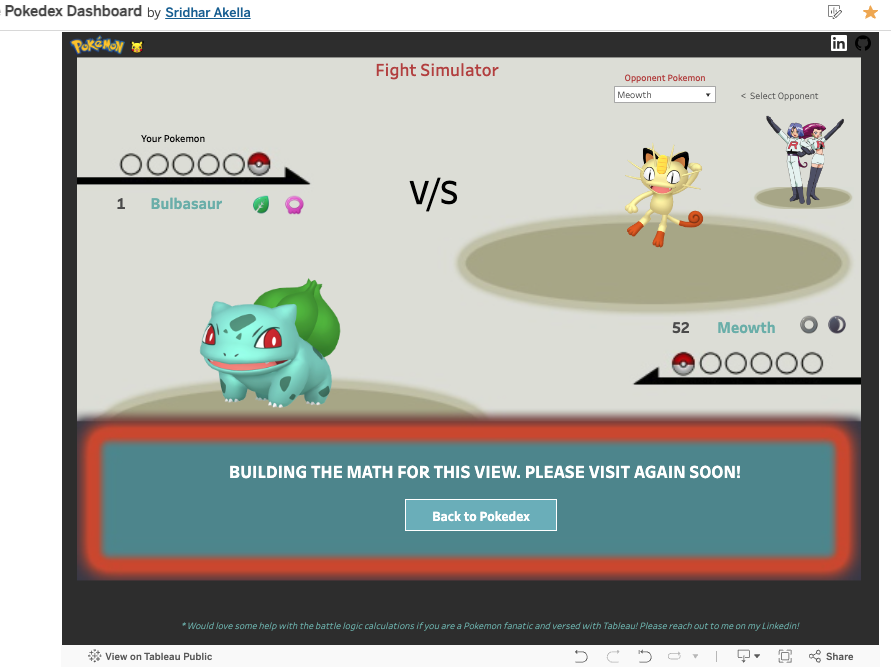 Pokedex Dashboard by Sridhar Akella
Pokémon
in
Fight Simulator
Opponent Pokemon
Meowth
< Select Opponent
Your Pokemon
R R
V/S
1 Bulbasaur
52 Meowth
BUILDING THE MATH FOR THIS VIEW. PLEASE VISIT AGAIN SOON!
Back to Pokedex
* Would love some help with the battle logic calculations if you are a Pokemon fanatic and versed with Tableau! Please reach out to me on my Linkedin!
View on Tableau Public
Share